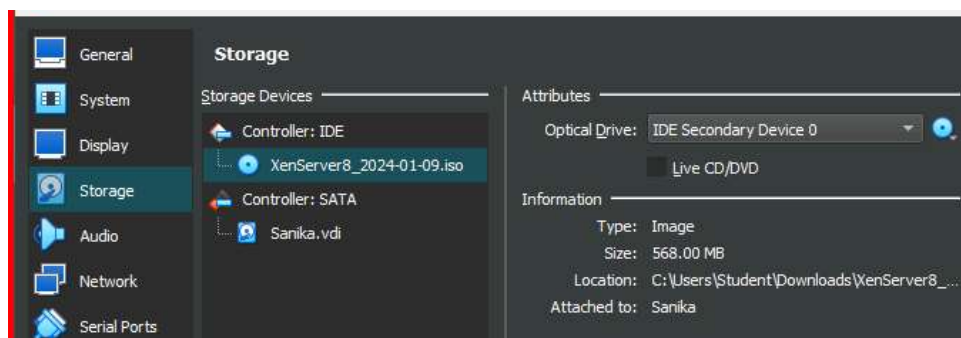 General
System
Display
Storage
Audio
Network
Serial Ports
Storage
Storage Devices
Controller: IDE
XenServer8_2024-01-09.iso
Controller: SATA
Sanika.vdi
Attributes
Optical Drive: IDE Secondary Device 0
Live CD/DVD
Information
Type: Image
Size: 568.00 MB
Location: C:\Users\Student\Downloads\XenServer8_...
Attached to: Sanika